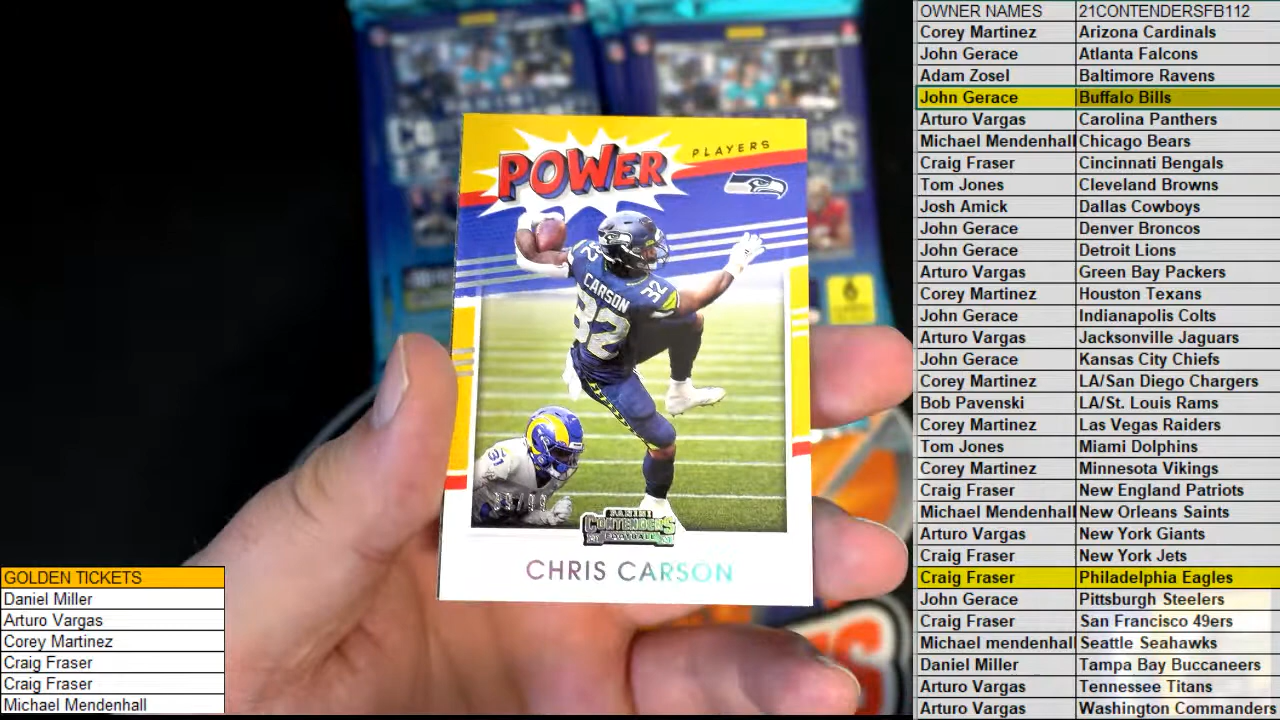 OWNER NAMES 21CONTENDERSFB112
Corey Martinez Arizona Cardinals
John Gerace Atlanta Falcons
Adam Zosel Baltimore Ravens
John Gerace Buffalo Bills
Arturo Vargas Carolina Panthers
Michael Mendenhall Chicago Bears
Craig Fraser Cincinnati Bengals
Tom Jones Cleveland Browns
Josh Amick Dallas Cowboys
John Gerace Denver Broncos
John Gerace Detroit Lions
Arturo Vargas Green Bay Packers
Corey Martinez Houston Texans
John Gerace Indianapolis Colts
Arturo Vargas Jacksonville Jaguars
John Gerace Kansas City Chiefs
Corey Martinez LA/San Diego Chargers
Bob Pavenski LA/St. Louis Rams
Corey Martinez Las Vegas Raiders
Tom Jones Miami Dolphins
Corey Martinez Minnesota Vikings
Craig Fraser New England Patriots
Michael Mendenhall New Orleans Saints
Arturo Vargas New York Giants
Craig Fraser New York Jets
Craig Fraser Philadelphia Eagles
John Gerace Pittsburgh Steelers
Craig Fraser San Francisco 49ers
Michael mendenhall Seattle Seahawks
Daniel Miller Tampa Bay Buccaneers
Arturo Vargas Tennessee Titans
Arturo Vargas Washington Commanders
POWER PLAYERS
32
CARSON 32
32
31
PANINI
CONTENDERS
FOOTBALL
CHRIS CARSON
GOLDEN TICKETS
Daniel Miller
Arturo Vargas
Corey Martinez
Craig Fraser
Craig Fraser
Michael Mendenhall